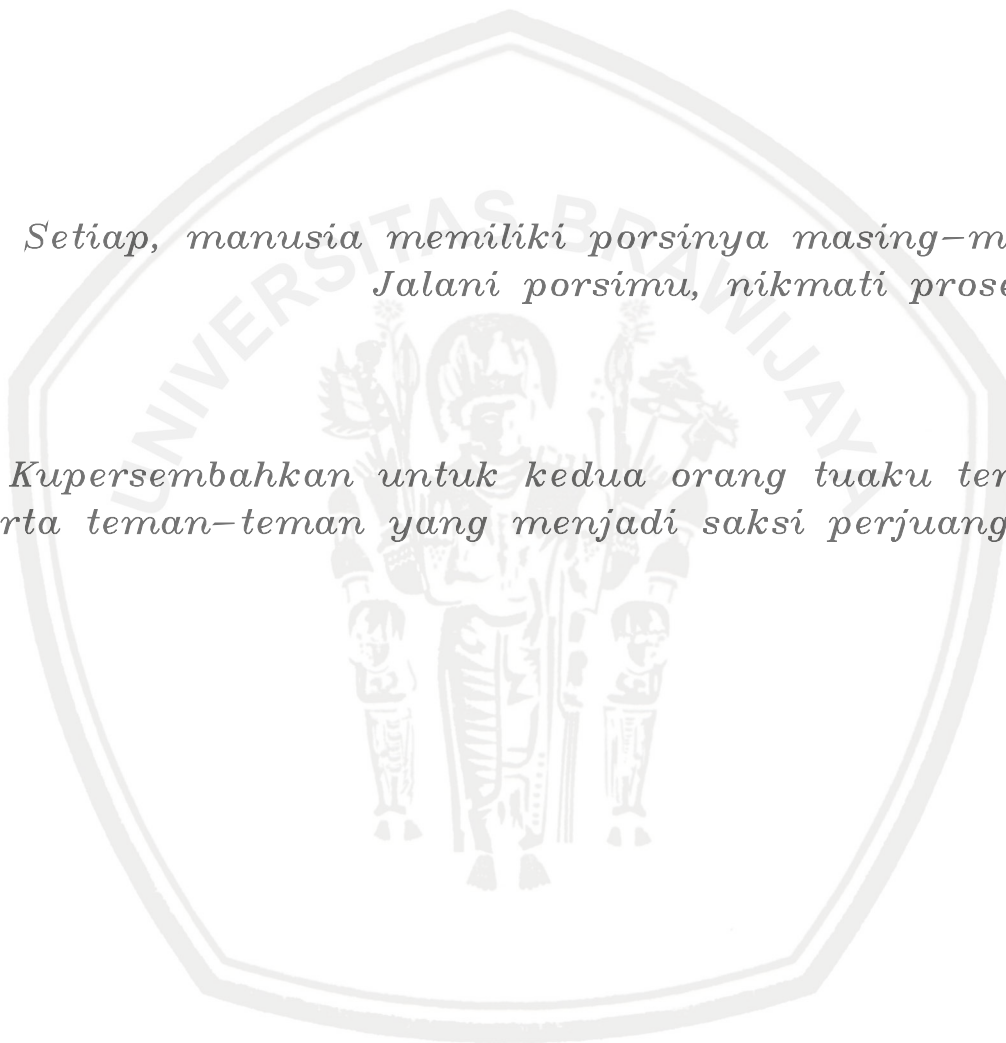 UNIVERSITAS BRAWIJAYA
Setiap, manusia memiliki porsinya masing-m
Jalani porsimu, nikmati prose
Kupersembahkan untuk kedua orang tuaku ter
rta teman-teman yang menjadi saksi perjuang